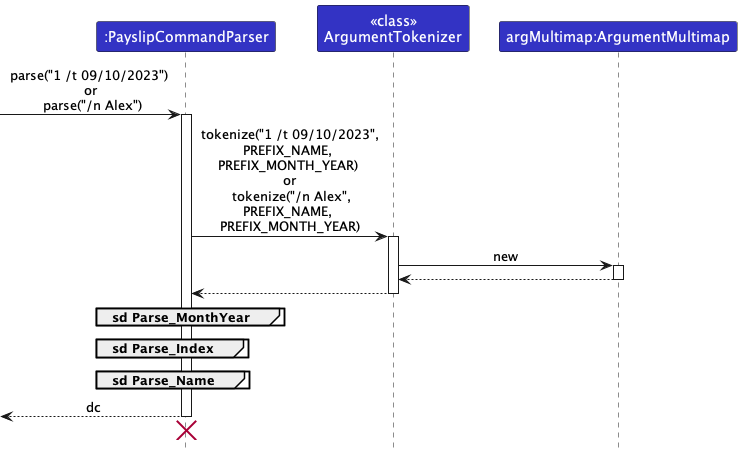 «class»
:PayslipCommandParser
ArgumentTokenizer
argMultimap:ArgumentMultimap
parse("1 /t 09/10/2023")
or
parse("/n Alex")
tokenize("1 /t 09/10/2023",
PREFIX_NAME,
PREFIX_MONTH_YEAR)
or
tokenize("/n Alex",
PREFIX_NAME,
PREFIX_MONTH_YEAR)
new
sd Parse_MonthYear
sd Parse_Index
sd Parse_Name
dc